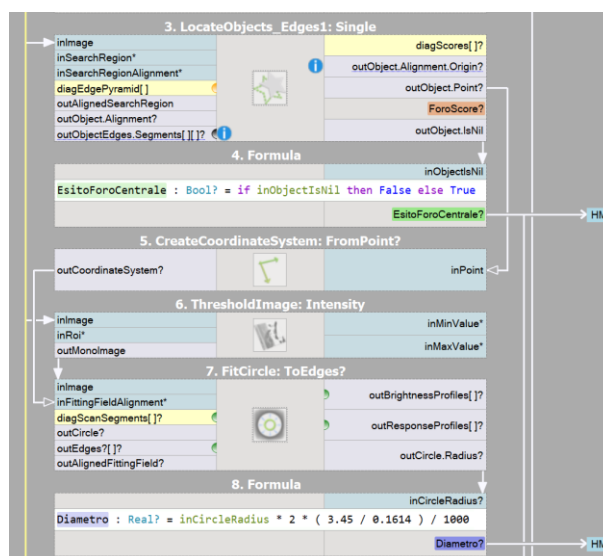 3. LocateObjects_Edges1: Single
inImage
inSearchRegion*
inSearchRegionAlignment*
diagEdgePyramid[ ]
outAlignedSearchRegion
outObject.Alignment?
outObjectEdges.Segments[ ][ ]?
diagScores[ ]?
outObject.Alignment.Origin?
outObject.Point?
ForoScore?
outObject.IsNil
4. Formula
inObjectIsNil
EsitoForoCentrale : Bool? = if inObjectIsNil then False else True
EsitoForoCentrale?
HM
5. CreateCoordinateSystem: FromPoint?
outCoordinateSystem?
inPoint
6. ThresholdImage: Intensity
inImage
inRoi*
outMonoImage
inMinValue*
inMaxValue*
7. FitCircle: ToEdges?
inImage
inFittingFieldAlignment*
diagScanSegments[ ]?
outCircle?
outEdges?[ ]?
outAlignedFittingField?
outBrightnessProfiles[ ]?
outResponseProfiles[ ]?
outCircle.Radius?
8. Formula
inCircleRadius?
Diametro : Real? = inCircleRadius * 2 * ( 3.45 / 0.1614 ) / 1000
Diametro?
HM